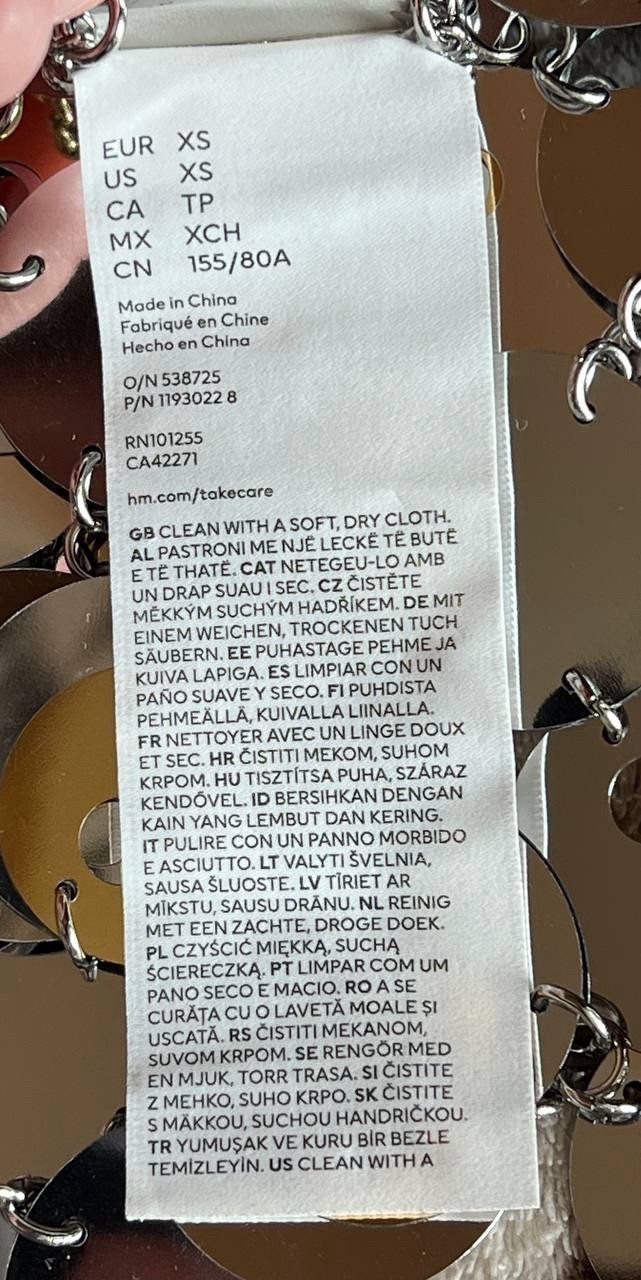 EUR XS
US XS
CA TP
MX XCH
CN 155/80A
Made in China
Fabriqué en Chine
Hecho en China
O/N 538725
P/N 1193022 8
RN101255
CA42271
hm.com/takecare
GB CLEAN WITH A SOFT, DRY CLOTH.
AL PASTRONI ME NJË LECKË TË BUTË
E TË THATË. CAT NETEGEU-LO AMB
UN DRAP SUAU I SEC. CZ ČISTĚTE
MĚKKÝM SUCHÝM HADŘÍKEM. DE MIT
EINEM WEICHEN, TROCKENEN TUCH
SÄUBERN. EE PUHASTAGE PEHME JA
KUIVA LAPIGA. ES LIMPIAR CON UN
PAÑO SUAVE Y SECO. FI PUHDISTA
PEHMEÄLLÄ, KUIVALLA LIINALLA.
FR NETTOYER AVEC UN LINGE DOUX
ET SEC. HR ČISTITI MEKOM, SUHOM
KRPOM. HU TISZTÍTSA PUHA, SZÁRAZ
KENDŐVEL. ID BERSIHKAN DENGAN
KAIN YANG LEMBUT DAN KERING.
IT PULIRE CON UN PANNO MORBIDO
E ASCIUTTO. LT VALYTI ŠVELNIA,
SAUSA ŠLUOSTE. LV TĪRIET AR
MĪKSTU, SAUSU DRĀNU. NL REINIG
MET EEN ZACHTE, DROGE DOEK.
PL CZYŚCIĆ MIĘKKĄ, SUCHĄ
ŚCIERECZKĄ. PT LIMPAR COM UM
PANO SECO E MACIO. RO A SE
CURĂȚA CU O LAVETĂ MOALE ȘI
USCATĂ. RS ČISTITI MEKANOM,
SUVOM KRPOM. SE RENGÖR MED
EN MJUK, TORR TRASA. SI ČISTITE
Z MEHKO, SUHO KRPO. SK ČISTITE
S MÄKKOU, SUCHOU HANDRIČKOU.
TR YUMUŞAK VE KURU BİR BEZLE
TEMİZLEYİN. US CLEAN WITH A